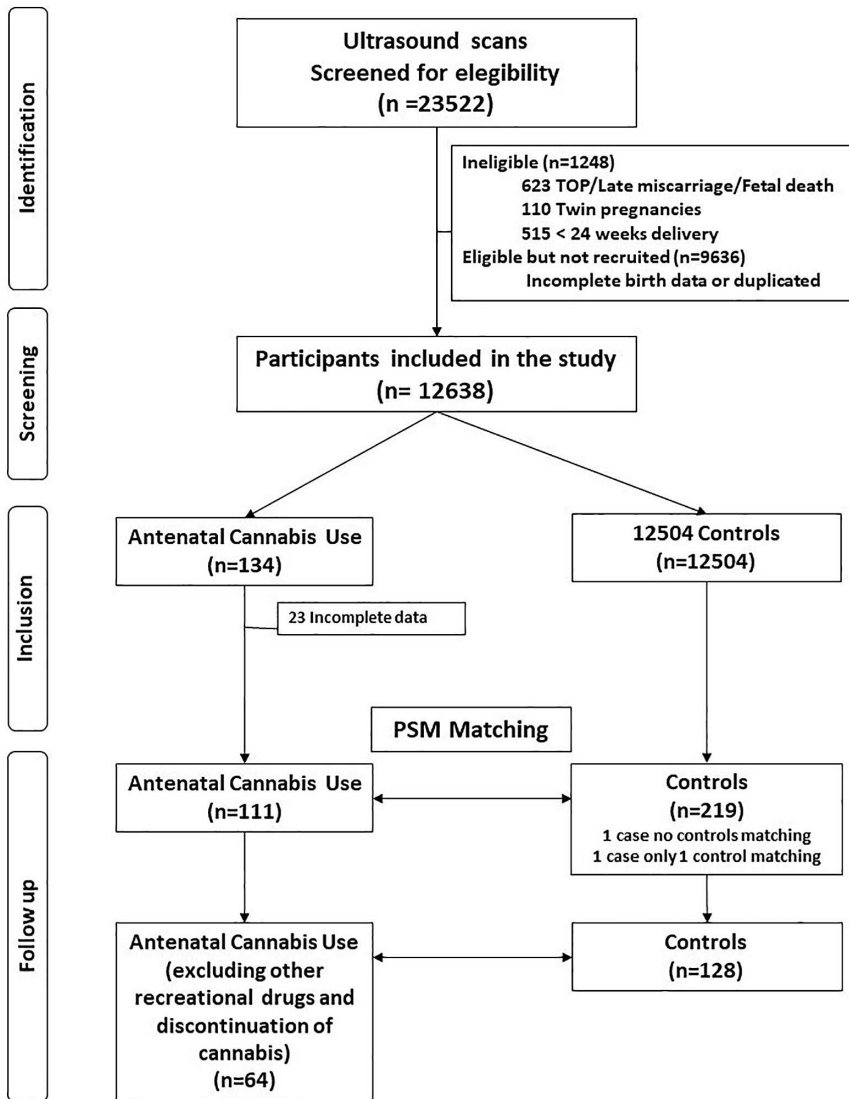 Identification
Ultrasound scans
Screened for elegibility
(n =23522)
Ineligible (n=1248)
623 TOP/Late miscarriage/Fetal death
110 Twin pregnancies
515 < 24 weeks delivery
Eligible but not recruited (n=9636)
Incomplete birth data or duplicated
Screening
Participants included in the study
(n= 12638)
Inclusion
Antenatal Cannabis Use
(n=134)
12504 Controls
(n=12504)
23 Incomplete data
PSM Matching
Follow up
Antenatal Cannabis Use
(n=111)
Controls
(n=219)
1 case no controls matching
1 case only 1 control matching
Antenatal Cannabis Use
(excluding other
recreational drugs and
discontinuation of
cannabis)
(n=64)
Controls
(n=128)